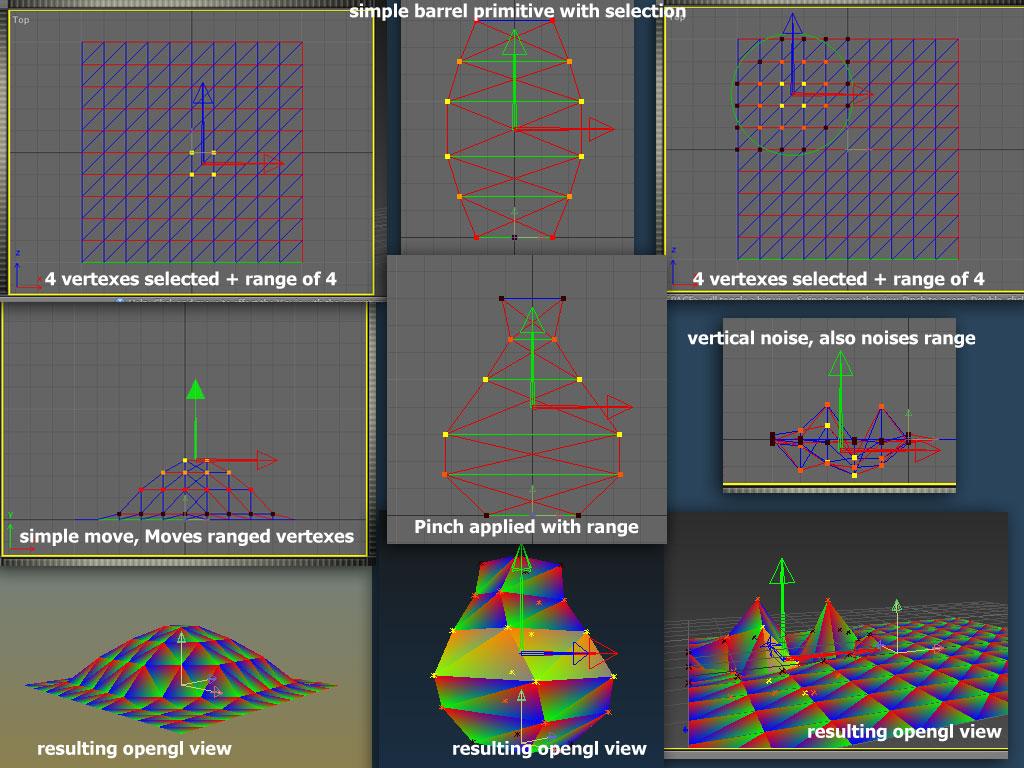 simple barrel primitive with selection
Top
4 vertexes selected + range of 4
z
x
4 vertexes selected + range of 4
z
vertical noise, also noises range
simple move, Moves ranged vertexes
y
Pinch applied with range
resulting opengl view
resulting opengl view
resulting opengl view